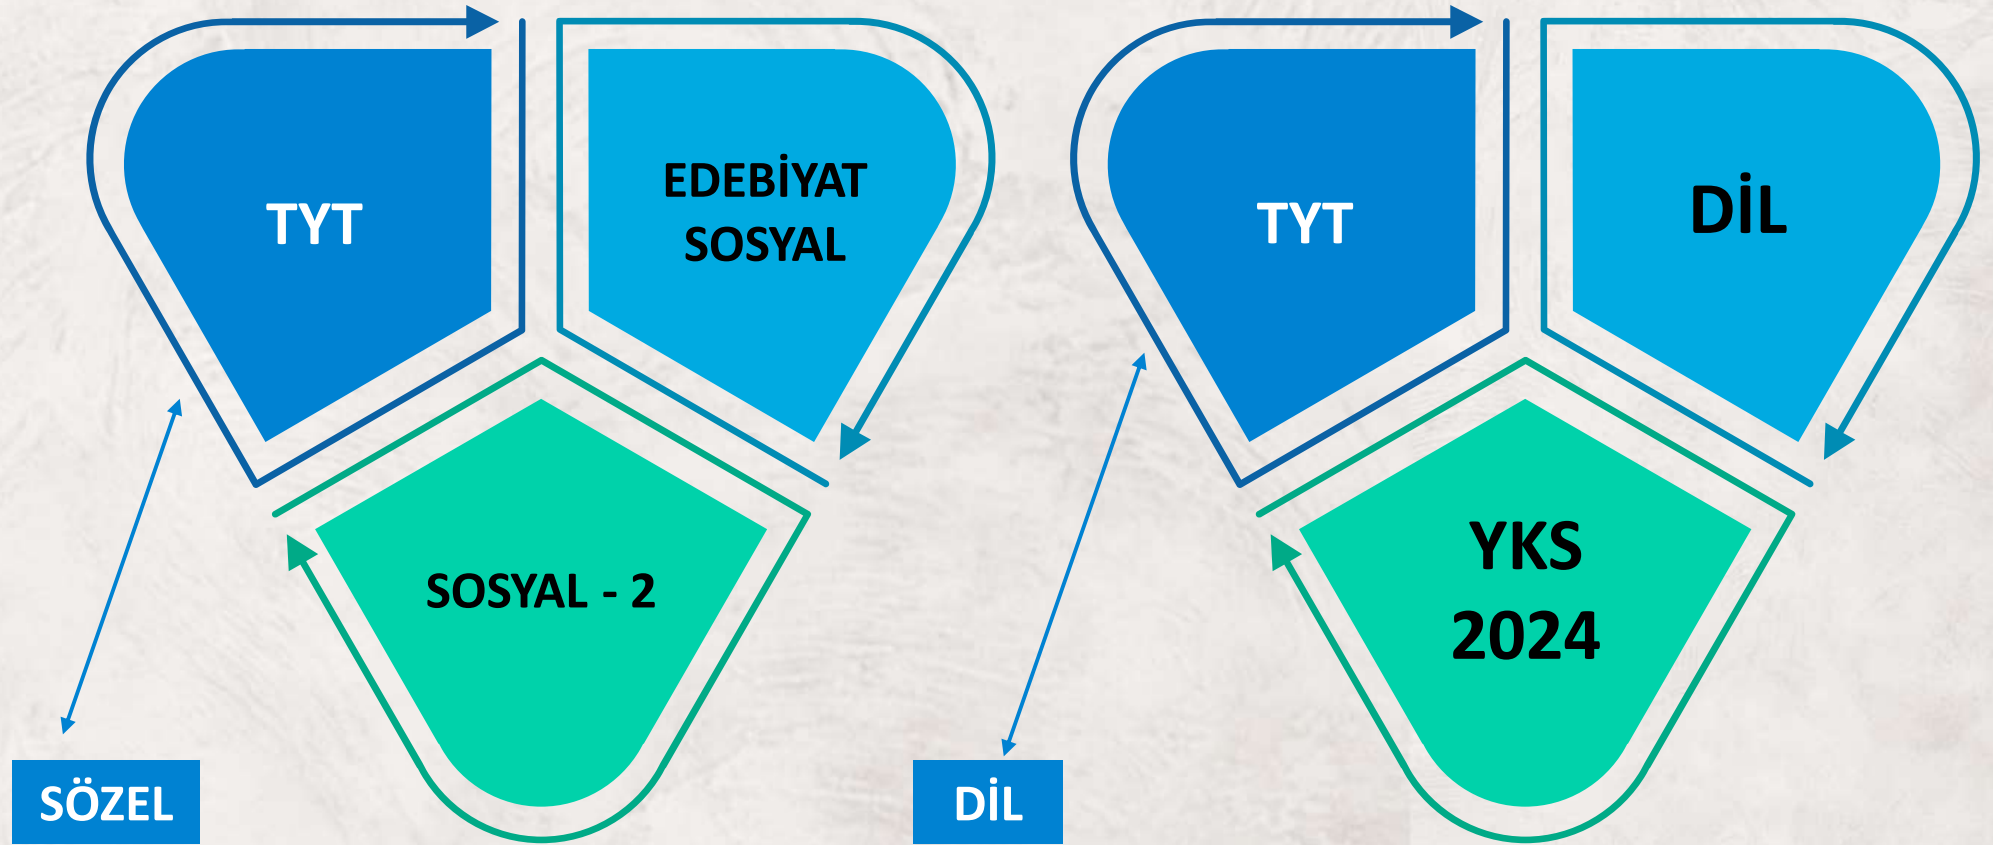 TYT
EDEBİYAT
SOSYAL
SOSYAL - 2
SÖZEL
TYT
DİL
YKS
2024
DİL